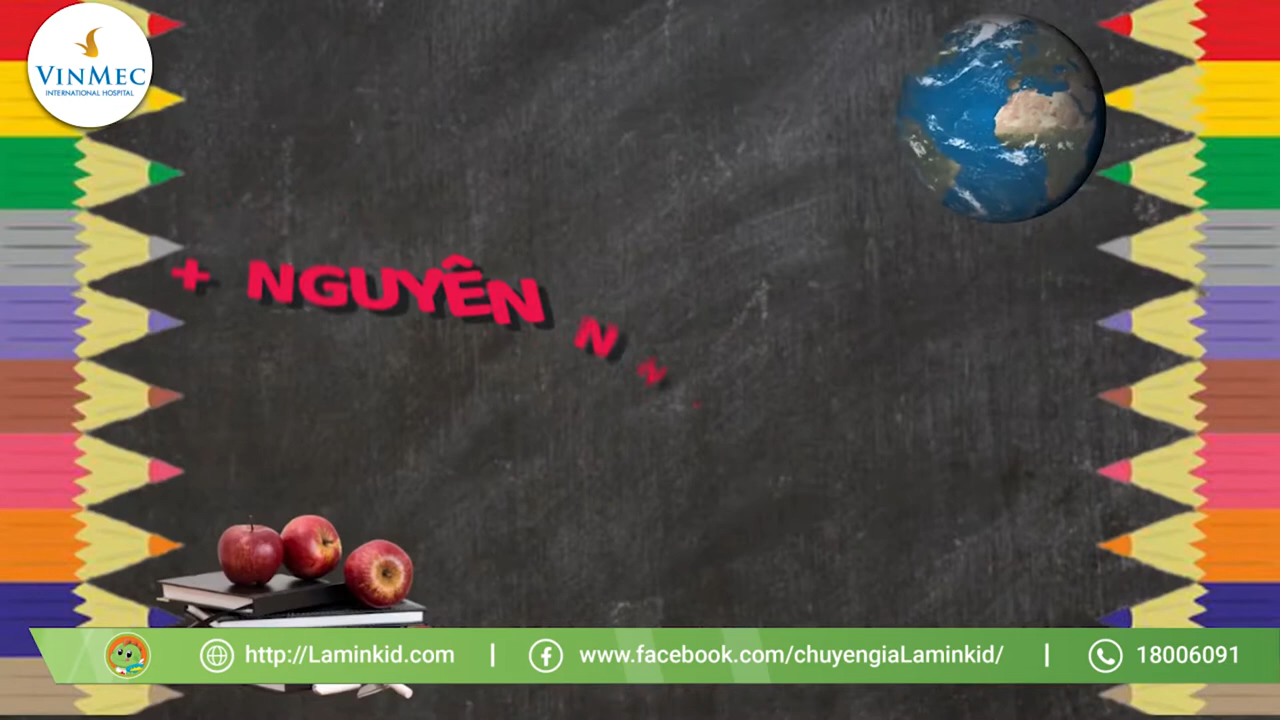 VINMEC
INTERNATIONAL HOSPITAL
+ NGUYÊN N N
http://Laminkid.com | www.facebook.com/chuyengiaLaminkid/ | 18006091